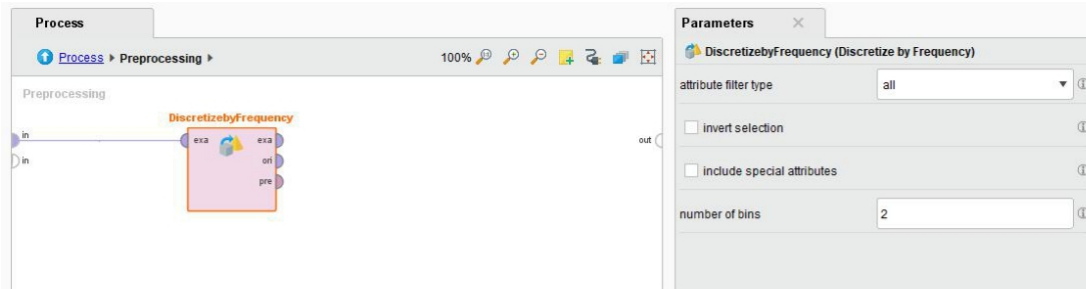 Process
Process ▸ Preprocessing ▸
100%
Preprocessing
DiscretizebyFrequency
in
exa
exa
out
in
ori
pre
Parameters
DiscretizebyFrequency (Discretize by Frequency)
attribute filter type
all
invert selection
include special attributes
number of bins
2